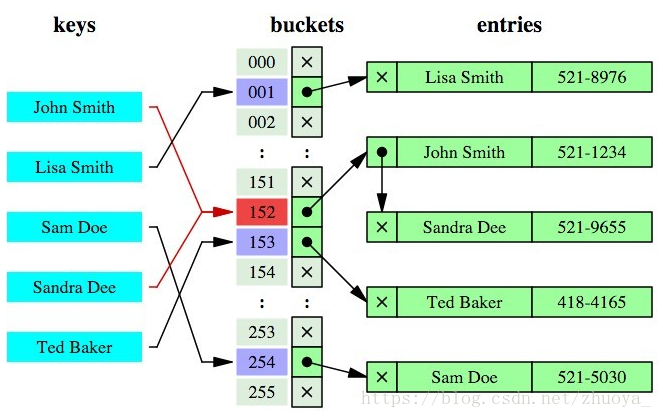 keys buckets entries
000
Lisa Smith 521-8976
John Smith 001
002
John Smith 521-1234
Lisa Smith : :
151
Sam Doe 152 Sandra Dee 521-9655
153
Sandra Dee 154
: : Ted Baker 418-4165
253
Ted Baker 254
Sam Doe 521-5030
255
https://blog.csdn.net/zhuoya_